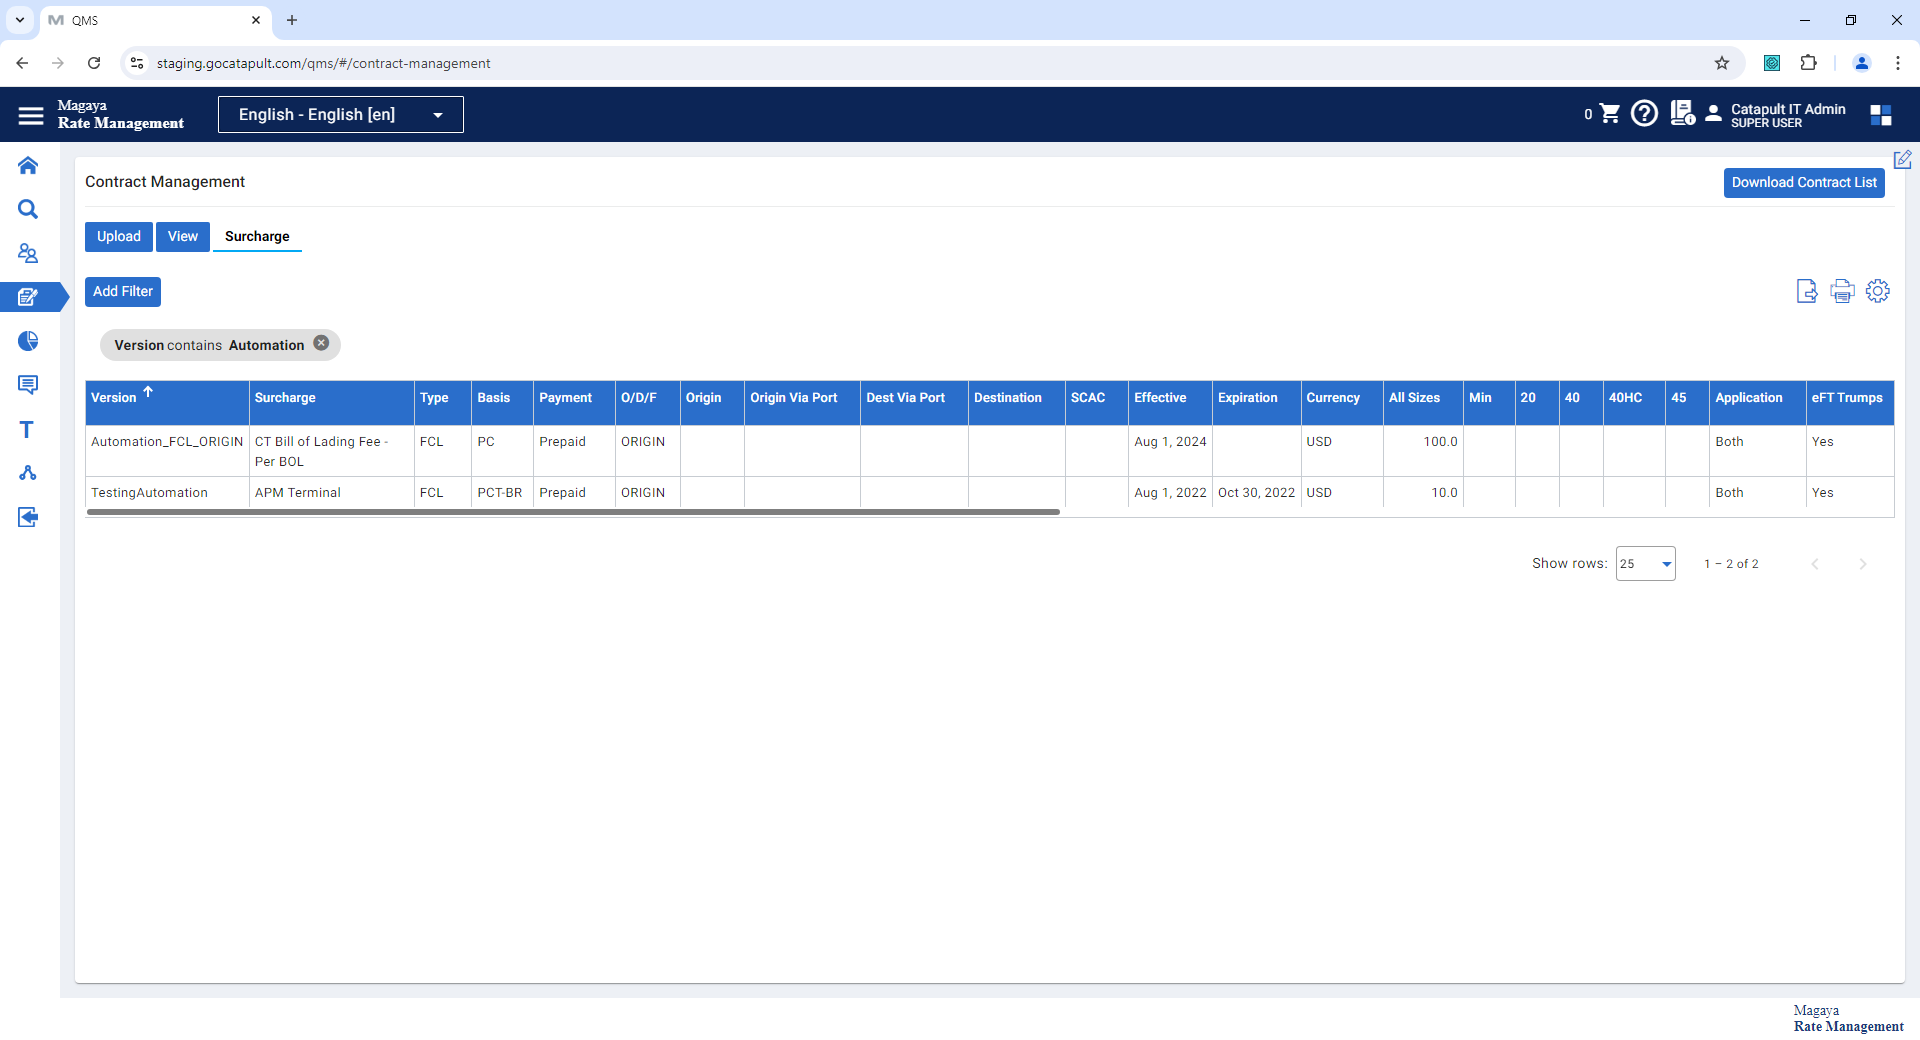 QMS
staging.gocatapult.com/qms/#/contract-management
Magaya
Rate Management
English - English [en]
0
Catapult IT Admin
SUPER USER
Contract Management
Download Contract List
Upload View Surcharge
Add Filter
Version contains Automation
Version Surcharge Type Basis Payment O/D/F Origin Origin Via Port Dest Via Port Destination SCAC Effective Expiration Currency All Sizes Min 20 40 40HC 45 Application eFT Trumps
Automation_FCL_ORIGIN CT Bill of Lading Fee - FCL PC Prepaid ORIGIN Aug 1, 2024 USD 100.0 Both Yes
Per BOL
TestingAutomation APM Terminal FCL PCT-BR Prepaid ORIGIN Aug 1, 2022 Oct 30, 2022 USD 10.0 Both Yes
Show rows: 25 1 – 2 of 2
T
Magaya
Rate Management